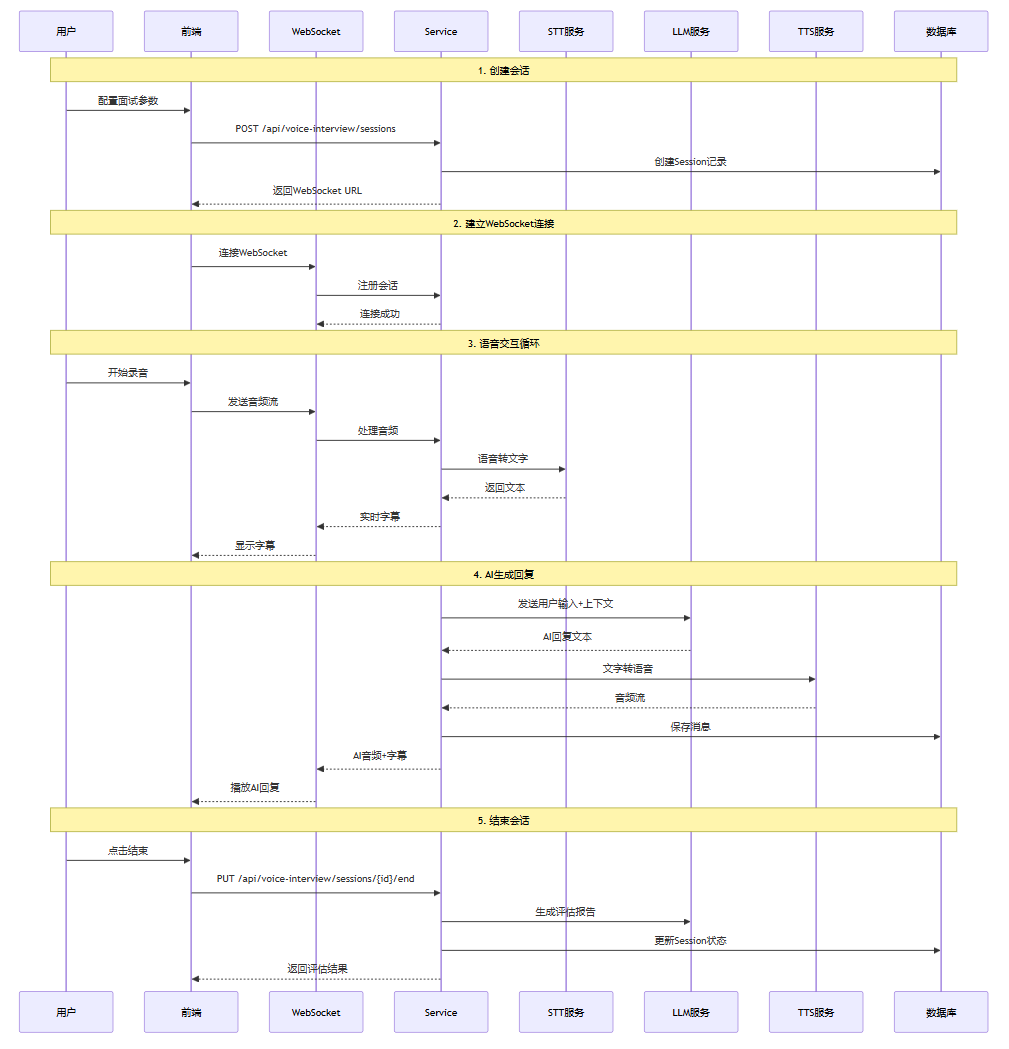 用户
前端
WebSocket
Service
STT服务
LLM服务
TTS服务
数据库
1. 创建会话
配置面试参数
POST /api/voice-interview/sessions
创建Session记录
返回WebSocket URL
2. 建立WebSocket连接
连接WebSocket
注册会话
连接成功
3. 语音交互循环
开始录音
发送音频流
处理音频
语音转文字
返回文本
实时字幕
显示字幕
4. AI生成回复
发送用户输入+上下文
AI回复文本
文字转语音
音频流
保存消息
AI音频+字幕
播放AI回复
5. 结束会话
点击结束
PUT /api/voice-interview/sessions/{id}/end
生成评估报告
更新Session状态
返回评估结果
用户
前端
WebSocket
Service
STT服务
LLM服务
TTS服务
数据库